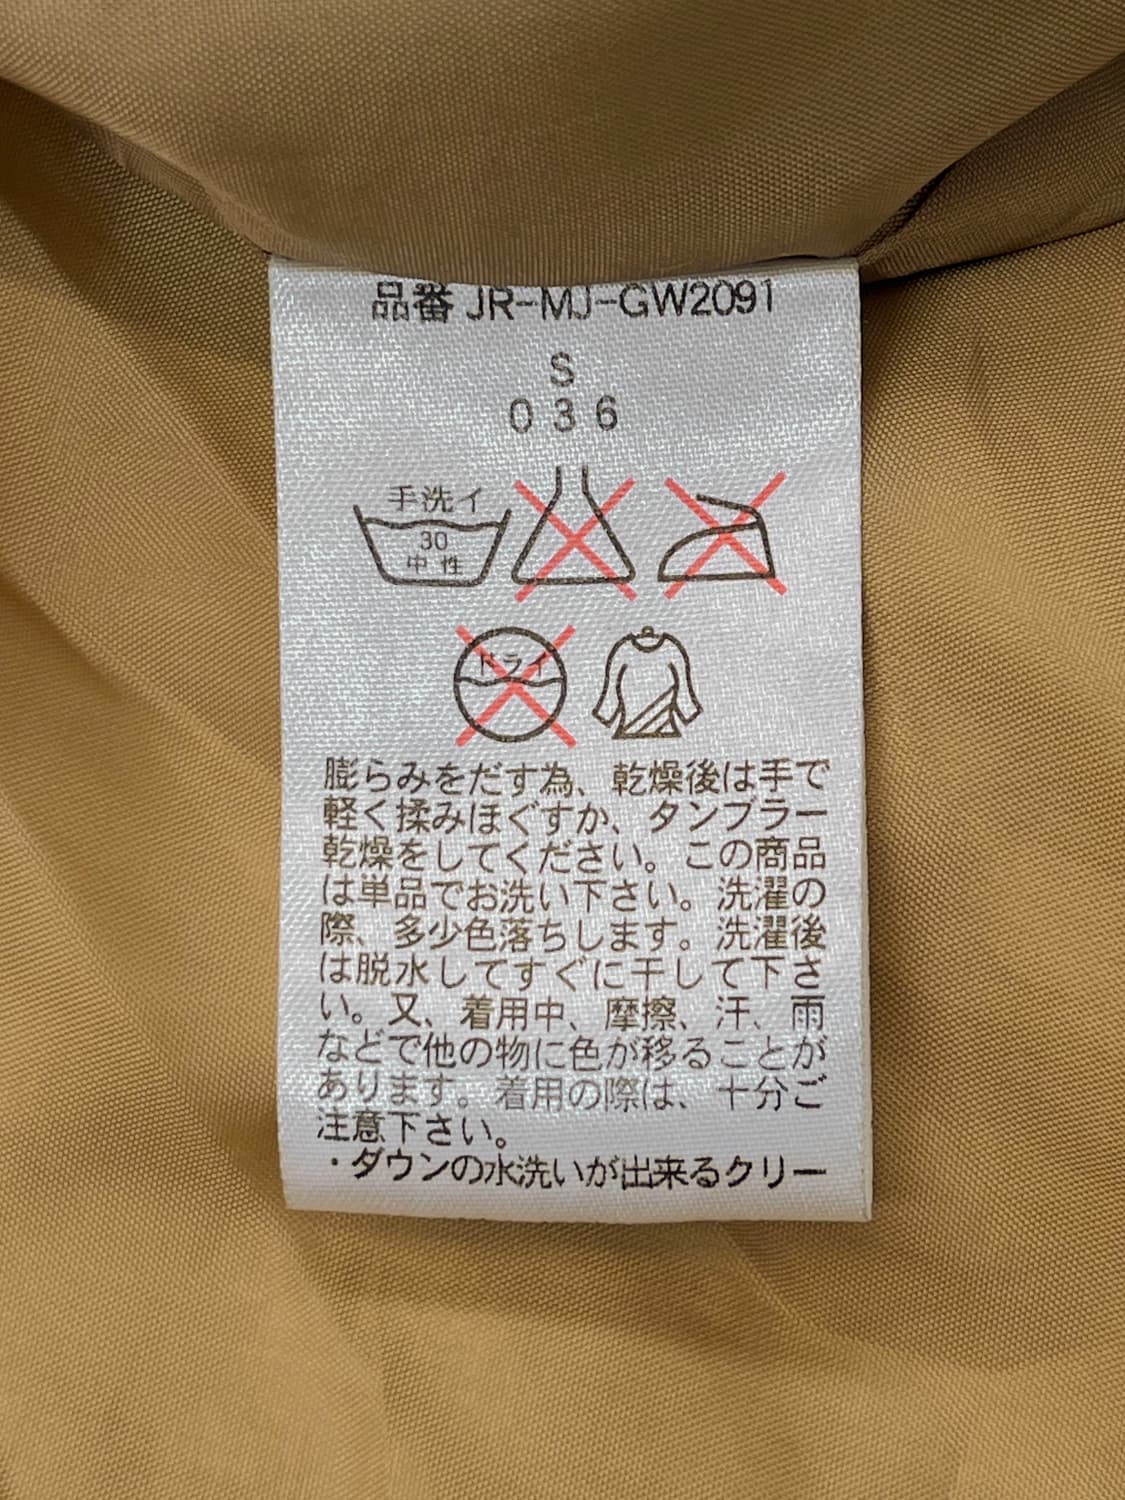 品番 JR-MJ-GW2091
S
036
手洗イ
30
中性
ドライ
膨らみをだす為、乾燥後は手で
軽く揉みほぐすか、タンブラー
乾燥をしてください。この商品
は単品でお洗い下さい。洗濯の
際、多少色落ちします。洗濯後
は脱水してすぐに干して下さ
い。又、着用中、摩擦、汗、雨
などで他の物に色が移ることが
あります。着用の際は、十分ご
注意下さい。
・ダウンの水洗いが出来るクリー